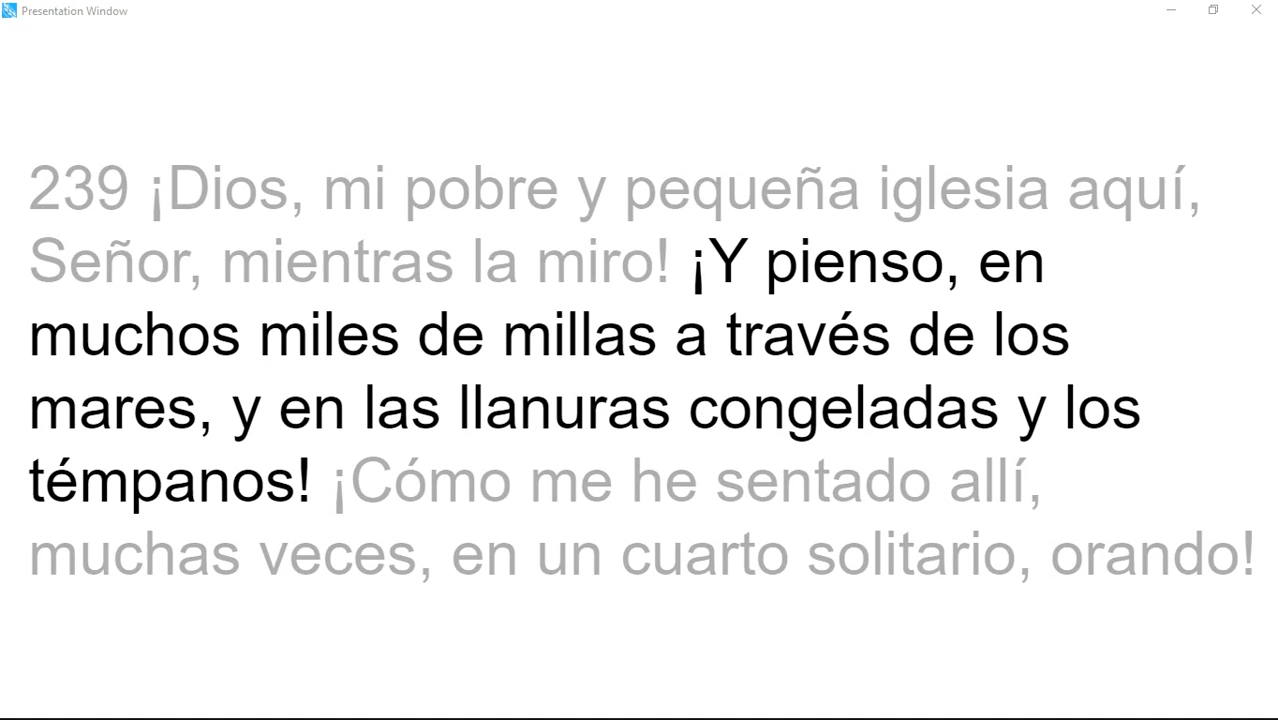 Presentation Window
239 ¡Dios, mi pobre y pequeña iglesia aquí,
Señor, mientras la miro! ¡Y pienso, en
muchos miles de millas a través de los
mares, y en las llanuras congeladas y los
témpanos! ¡Cómo me he sentado allí,
muchas veces, en un cuarto solitario, orando!